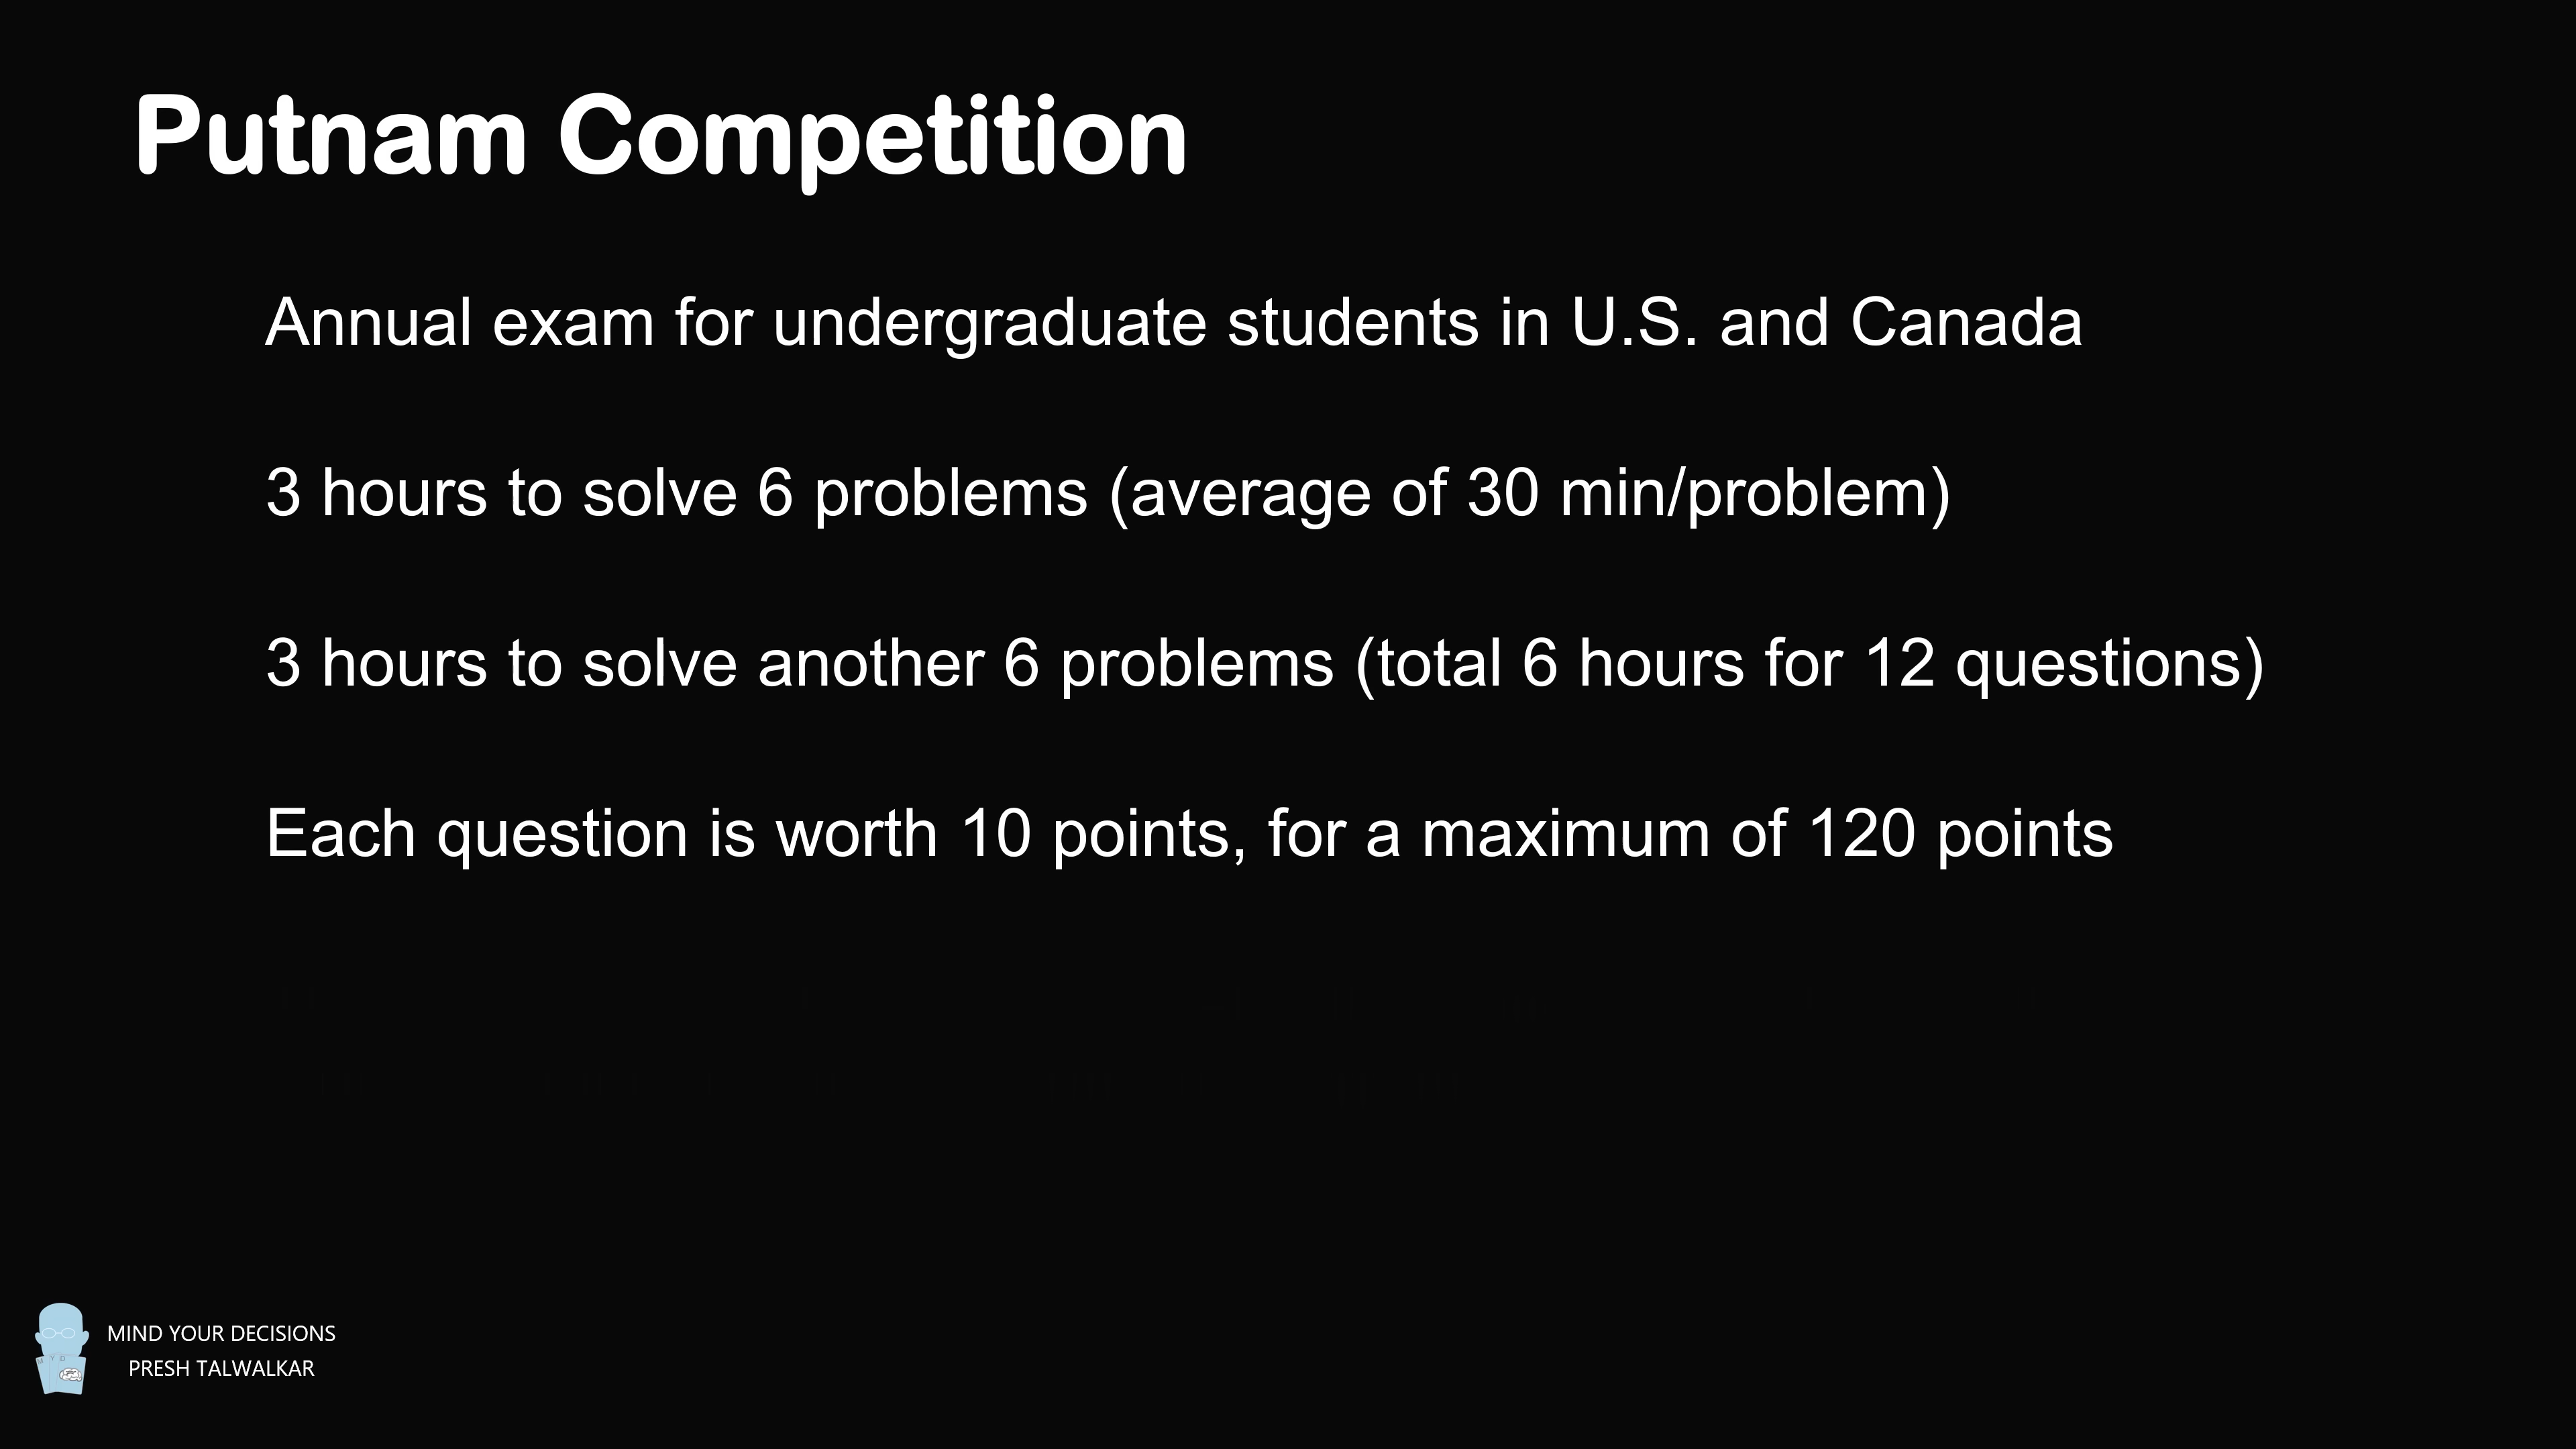 Putnam Competition
Annual exam for undergraduate students in U.S. and Canada
3 hours to solve 6 problems (average of 30 min/problem)
3 hours to solve another 6 problems (total 6 hours for 12 questions)
Each question is worth 10 points, for a maximum of 120 points
MIND YOUR DECISIONS
PRESH TALWALKAR